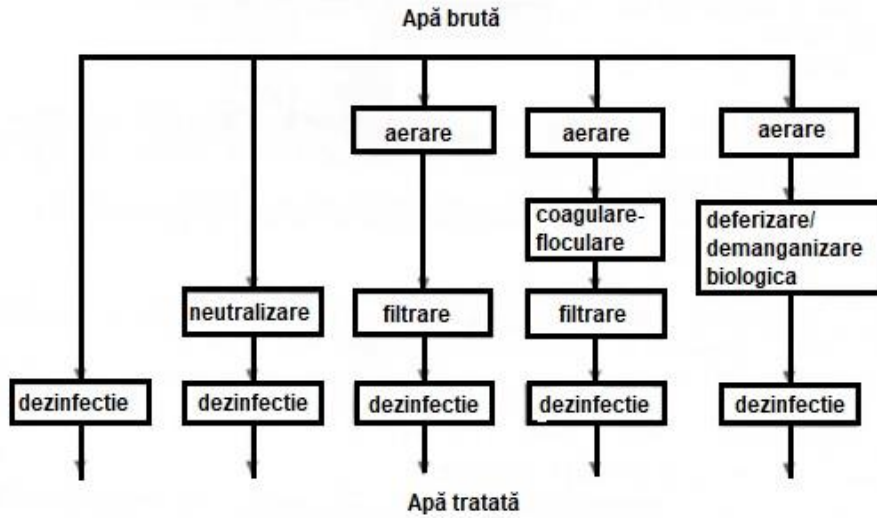 Apă brută
aerare
aerare
aerare
coagulare-
floculare
deferizare/
demanganizare
biologica
neutralizare
filtrare
filtrare
dezinfectie
dezinfectie
dezinfectie
dezinfectie
dezinfectie
Apă tratată